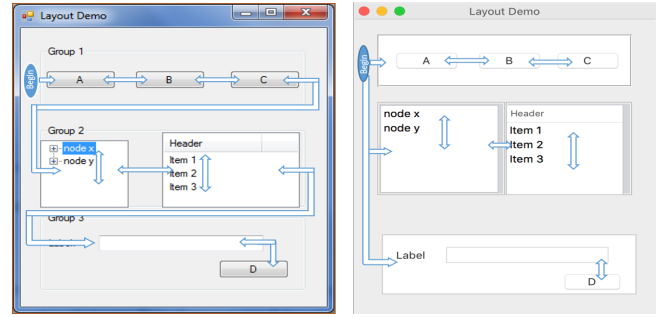 Layout Demo
Group 1
Begin
A B C
Group 2
node x
node y
Header
Item 1
Item 2
Item 3
Group 3
D
Layout Demo
Begin
A B C
node x
node y
Header
Item 1
Item 2
Item 3
Label
D